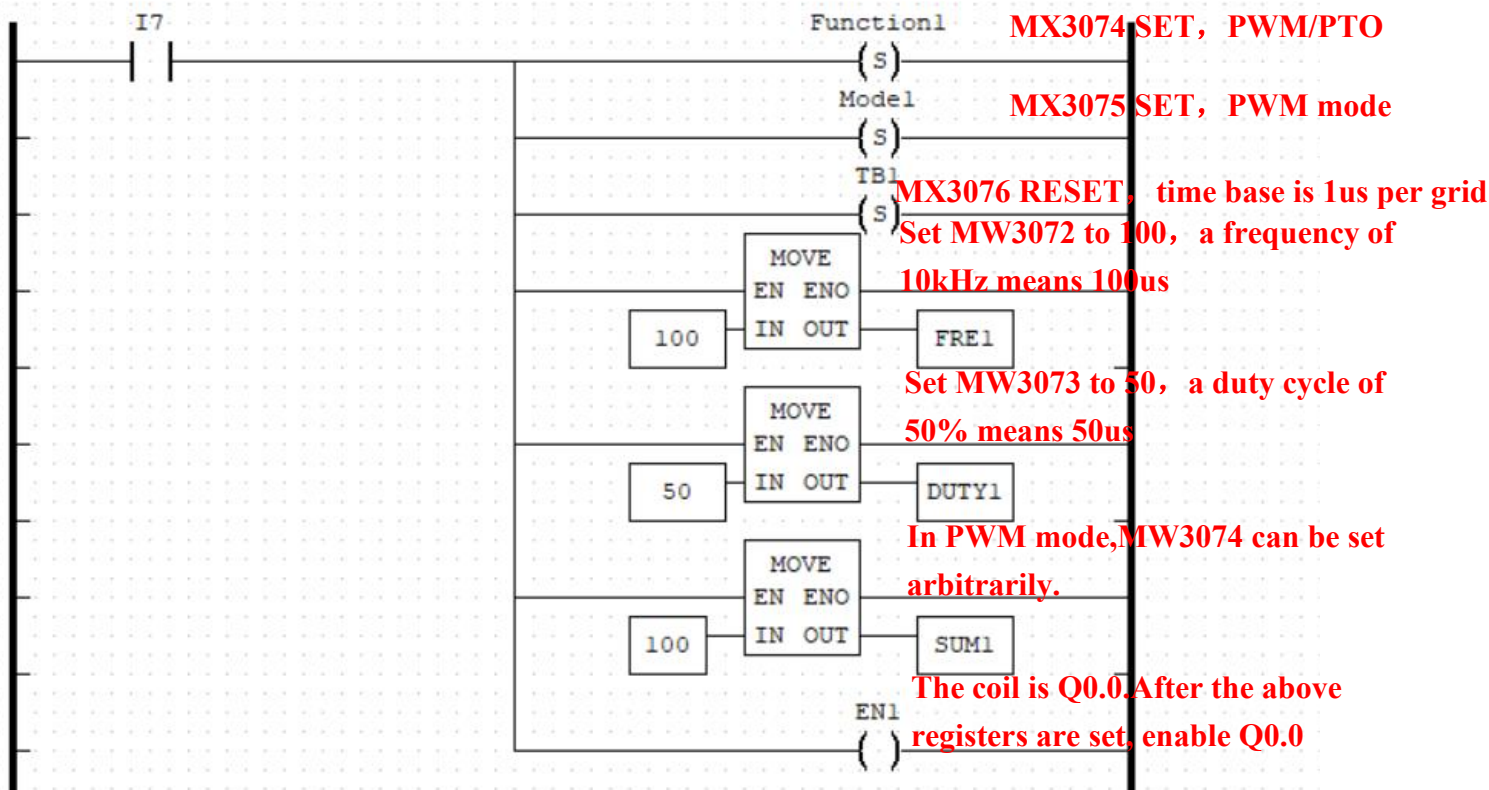 I7
Function1
MX3074 SET，PWM/PTO
(S)
Mode1
MX3075 SET，PWM mode
(S)
TB1
MX3076 RESET，time base is 1us per grid
(S)
Set MW3072 to 100，a frequency of
10kHz means 100us
MOVE
EN ENO
IN OUT
100
FRE1
Set MW3073 to 50，a duty cycle of
50% means 50us
MOVE
EN ENO
IN OUT
50
DUTY1
In PWM mode,MW3074 can be set
arbitrarily.
MOVE
EN ENO
IN OUT
100
SUM1
The coil is Q0.0.After the above
registers are set, enable Q0.0
EN1
( )